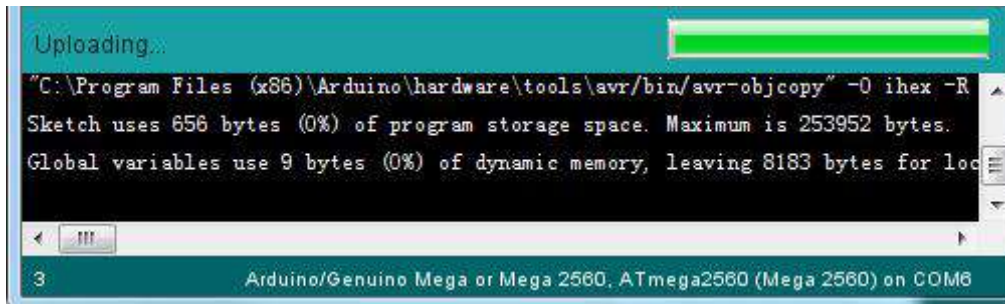 Uploading...
"C:\Program Files (x86)\Arduino\hardware\tools\avr/bin/avr-objcopy" -O ihex -R
Sketch uses 656 bytes (0%) of program storage space. Maximum is 253952 bytes.
Global variables use 9 bytes (0%) of dynamic memory, leaving 8183 bytes for loc
3 Arduino/Genuino Mega or Mega 2560, ATmega2560 (Mega 2560) on COM6